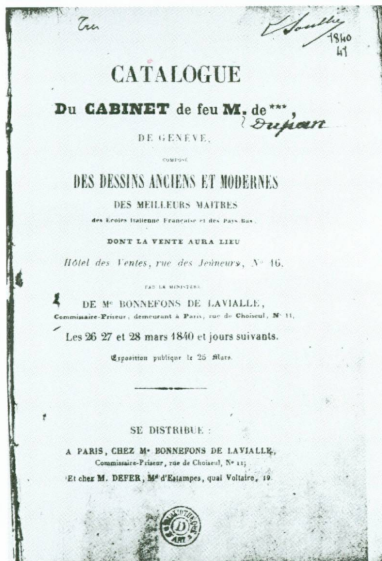 1840
41
CATALOGUE
Du CABINET de feu M. de ***,
Dupan
DE GENÈVE,
COMPOSÉ
DES DESSINS ANCIENS ET MODERNES
DES MEILLEURS MAITRES
des Ecoles Italienne Française et des Pays Bas,
DONT LA VENTE AURA LIEU
Hôtel des Ventes, rue des Jeûneurs, N° 16.
PAR LE MINISTÈRE
DE Me BONNEFONS DE LAVIALLE,
Commissaire-Priseur, demeurant à Paris, rue de Choiseul, N° 11,
Les 26 27 et 28 mars 1840 et jours suivants.
Exposition publique le 25 Mars.
SE DISTRIBUE :
A PARIS, CHEZ Me BONNEFONS DE LAVIALLE,
Commissaire-Priseur, rue de Choiseul, N° 11;
Et chez M. DEFER, Md d'Estampes, quai Voltaire, 19.